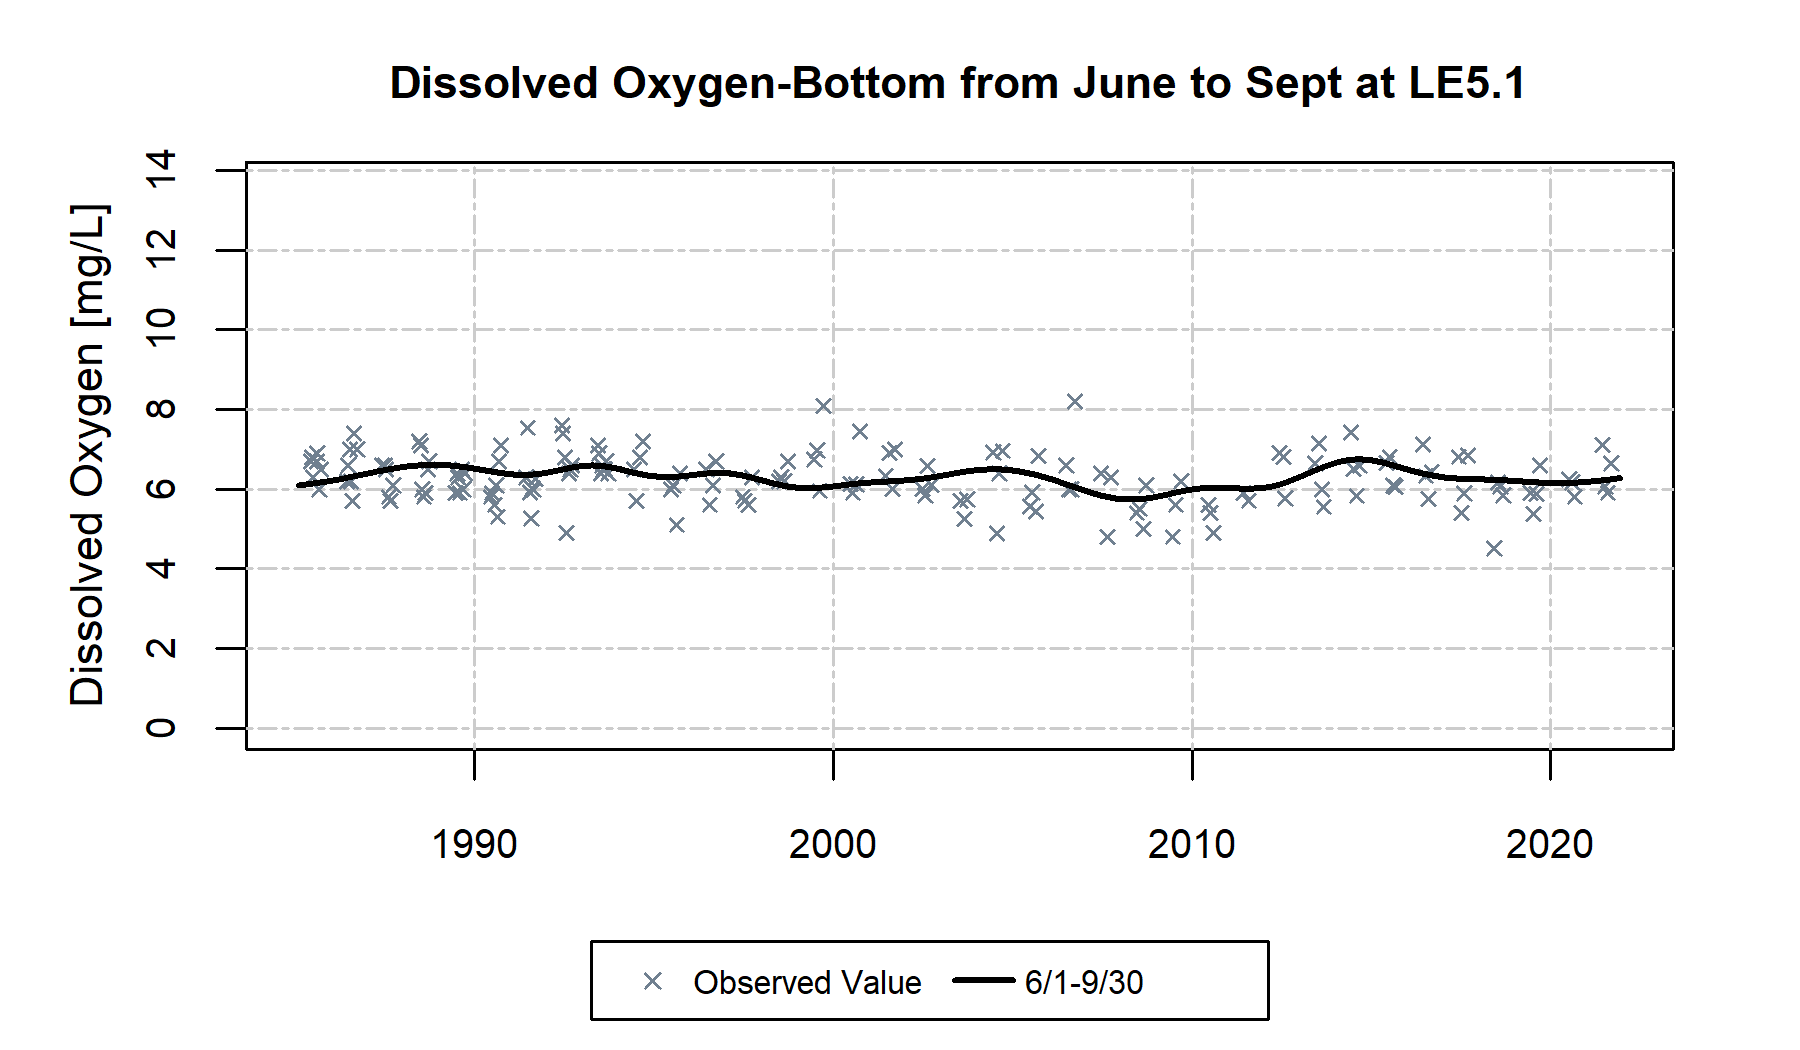 Dissolved Oxygen-Bottom from June to Sept at LE5.1
Dissolved Oxygen [mg/L]
14
12
10
8
6
4
2
0
1990 2000 2010 2020
Observed Value 6/1-9/30